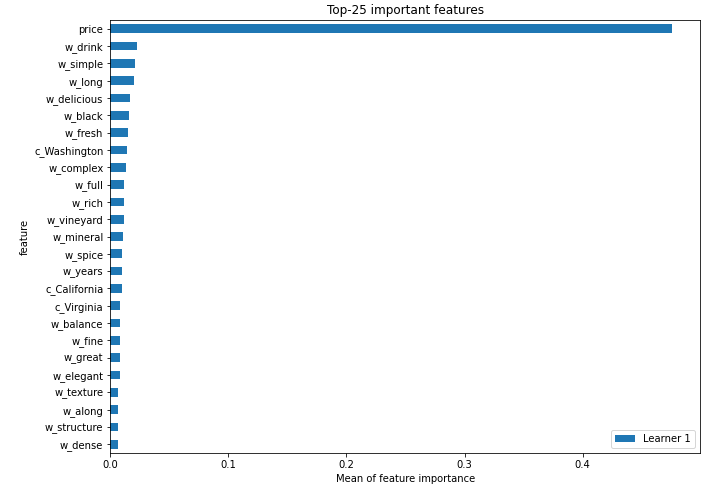 Top-25 important features
price
w_drink
w_simple
w_long
w_delicious
w_black
w_fresh
c_Washington
w_complex
w_full
w_rich
w_vineyard
w_mineral
w_spice
w_years
c_California
c_Virginia
w_balance
w_fine
w_great
w_elegant
w_texture
w_along
w_structure
w_dense
feature
Learner 1
0.0 0.1 0.2 0.3 0.4
Mean of feature importance